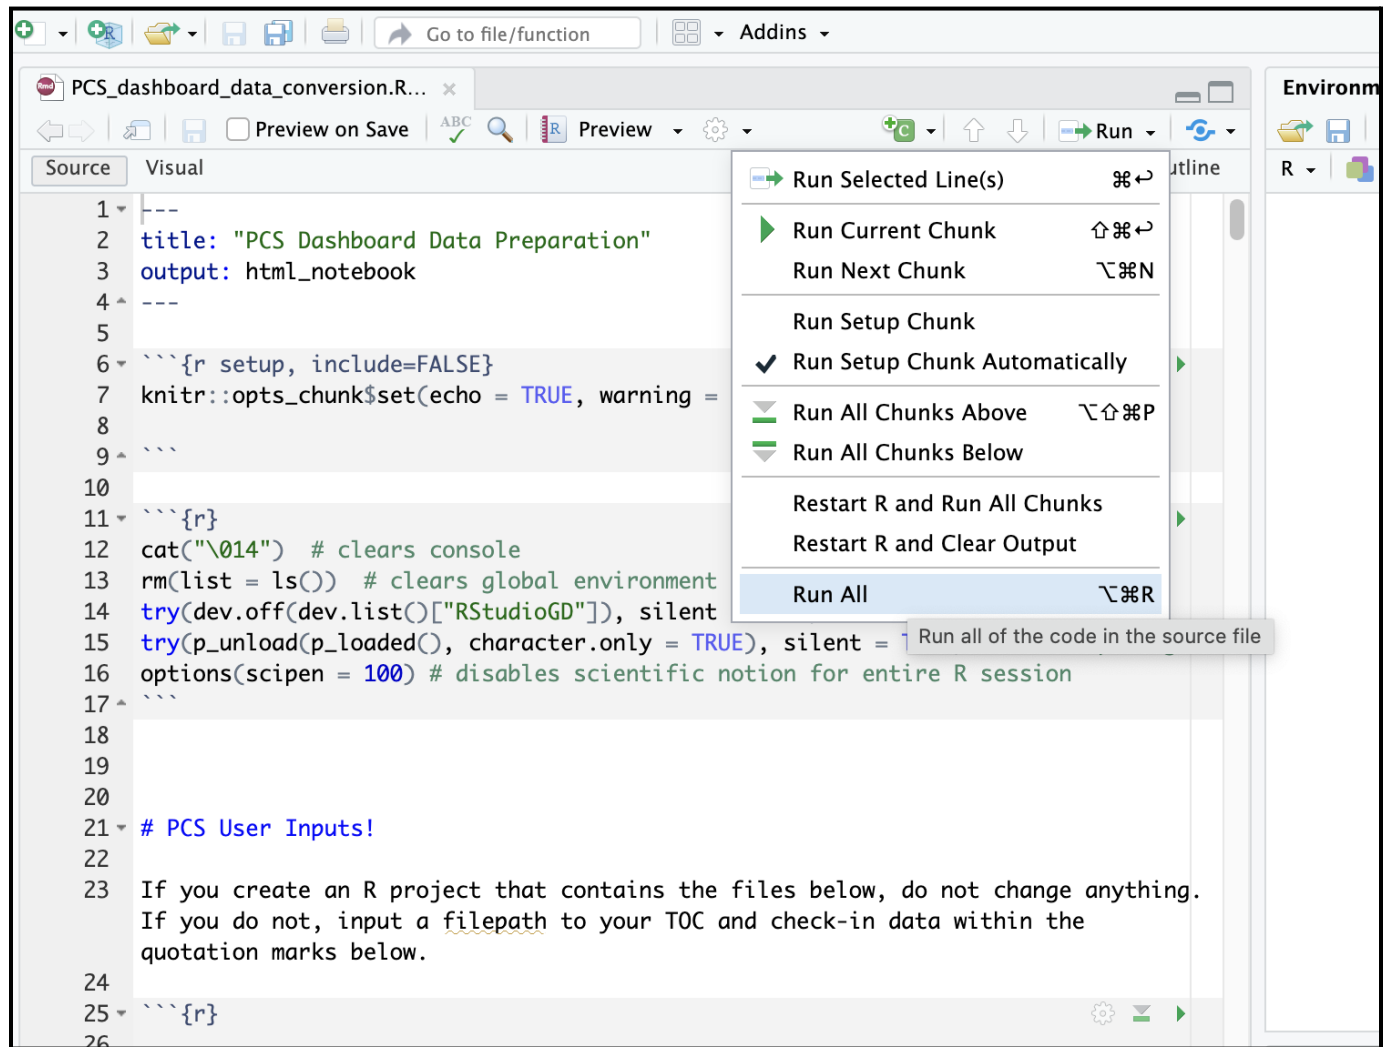 Go to file/function
Addins
PCS_dashboard_data_conversion.R...
Environm
Preview on Save
ABC
Preview
Run
Source
Visual
utline
R
Run Selected Line(s) ⌘↩
Run Current Chunk ⇧⌘↩
Run Next Chunk ⌥⌘N
Run Setup Chunk
Run Setup Chunk Automatically
Run All Chunks Above ⌥⇧⌘P
Run All Chunks Below
Restart R and Run All Chunks
Restart R and Clear Output
Run All ⌥⌘R
Run all of the code in the source file
1 ---
2 title: "PCS Dashboard Data Preparation"
3 output: html_notebook
4 ---
5
6 ```{r setup, include=FALSE}
7 knitr::opts_chunk$set(echo = TRUE, warning =
8
9 ```
10
11 ```{r}
12 cat("\014")  # clears console
13 rm(list = ls())  # clears global environment
14 try(dev.off(dev.list()["RStudioGD"]), silent
15 try(p_unload(p_loaded(), character.only = TRUE), silent =
16 options(scipen = 100) # disables scientific notion for entire R session
17 ```
18
19
20
21 # PCS User Inputs!
22
23 If you create an R project that contains the files below, do not change anything.
If you do not, input a filepath to your TOC and check-in data within the
quotation marks below.
24
25 ```{r}
26